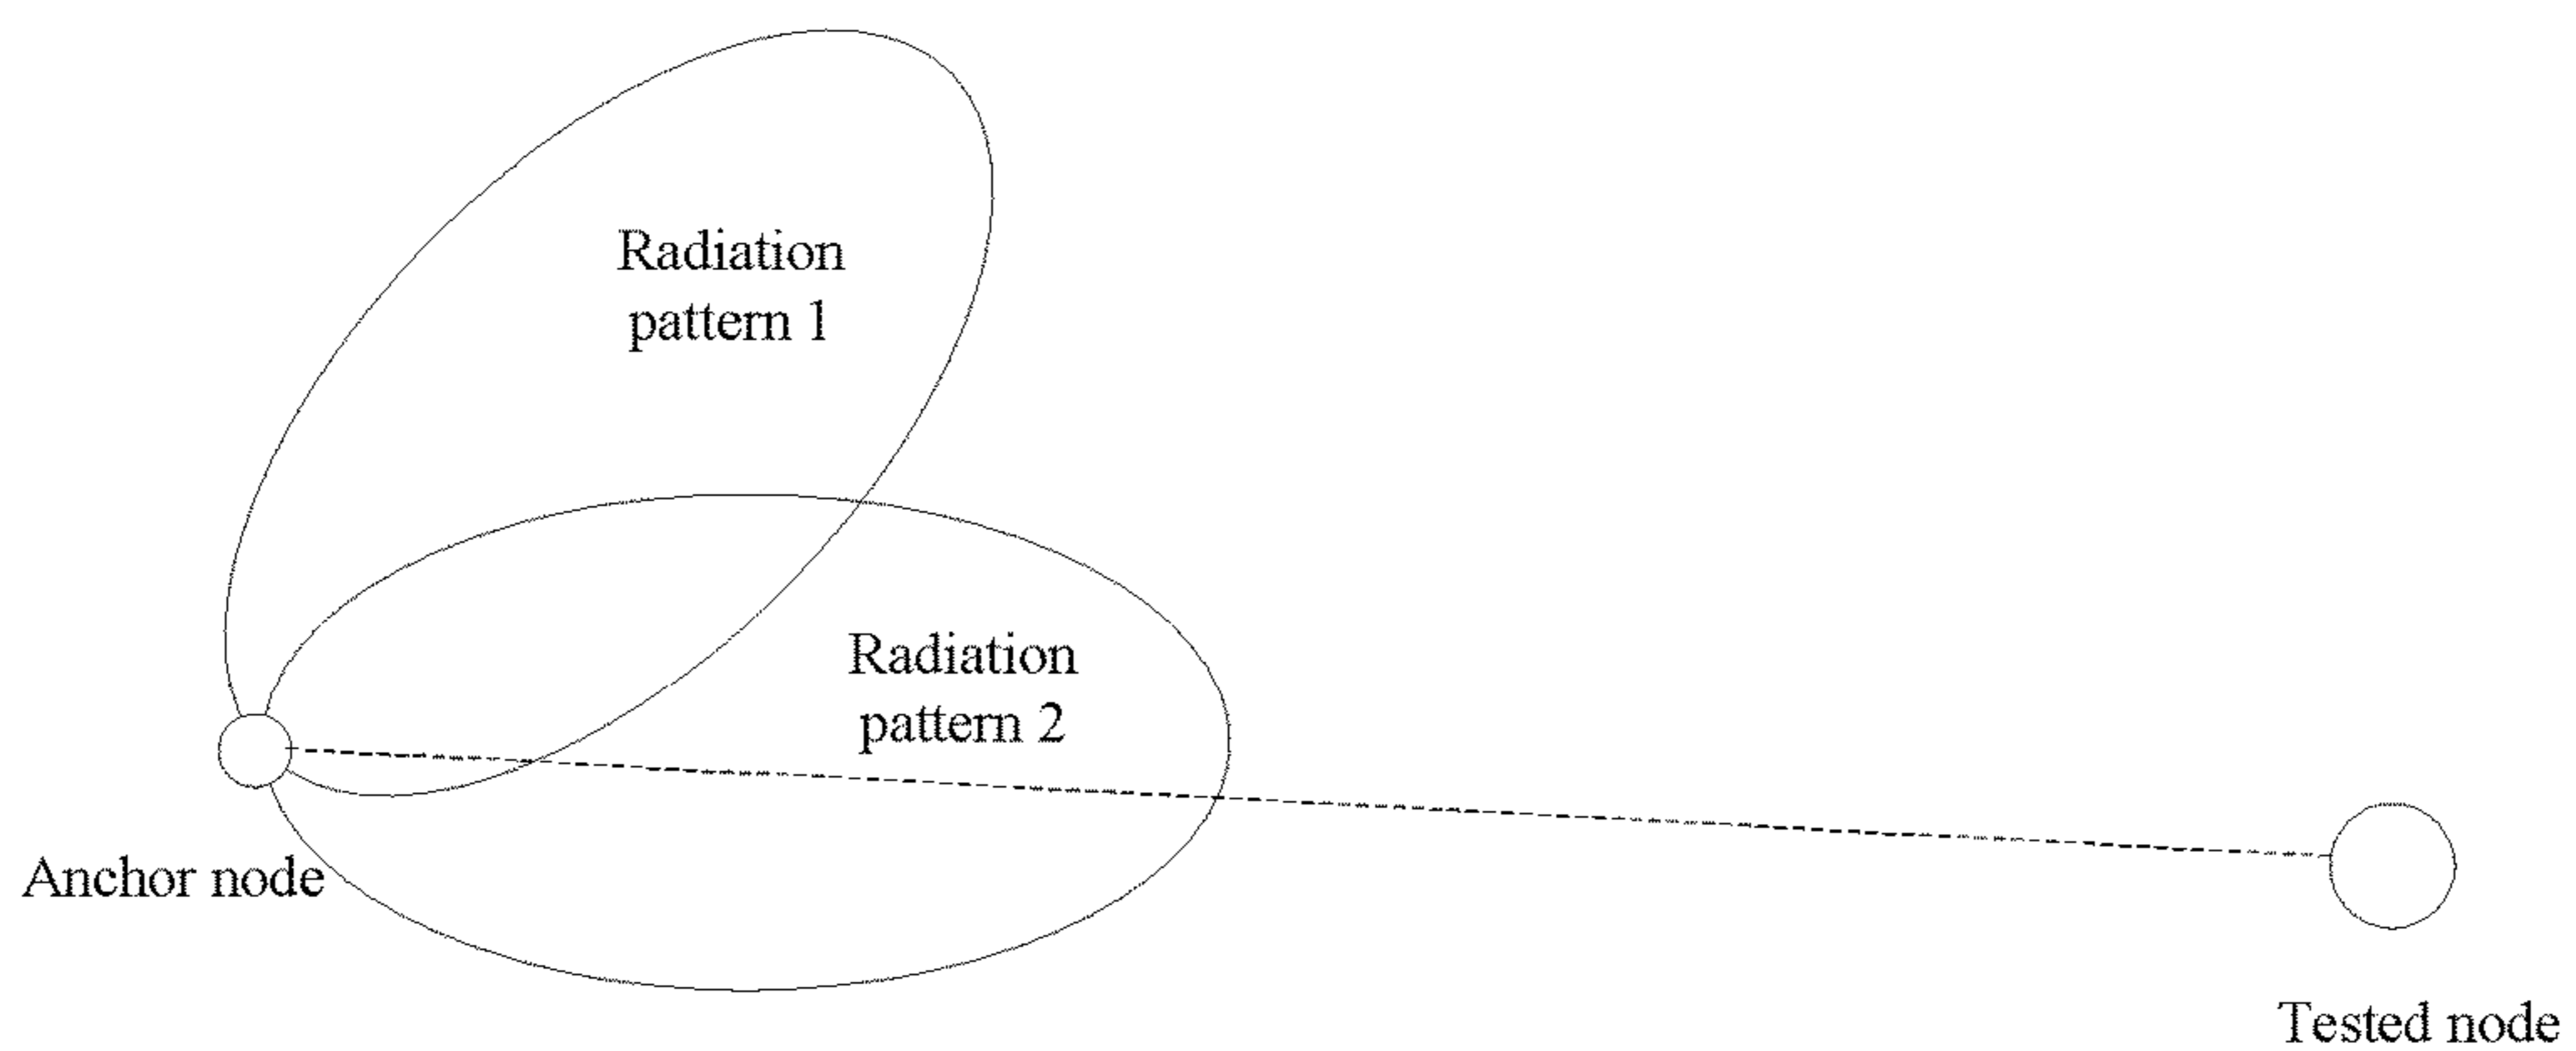 Radiation
pattern 1
Radiation
pattern 2
Anchor node
Tested node